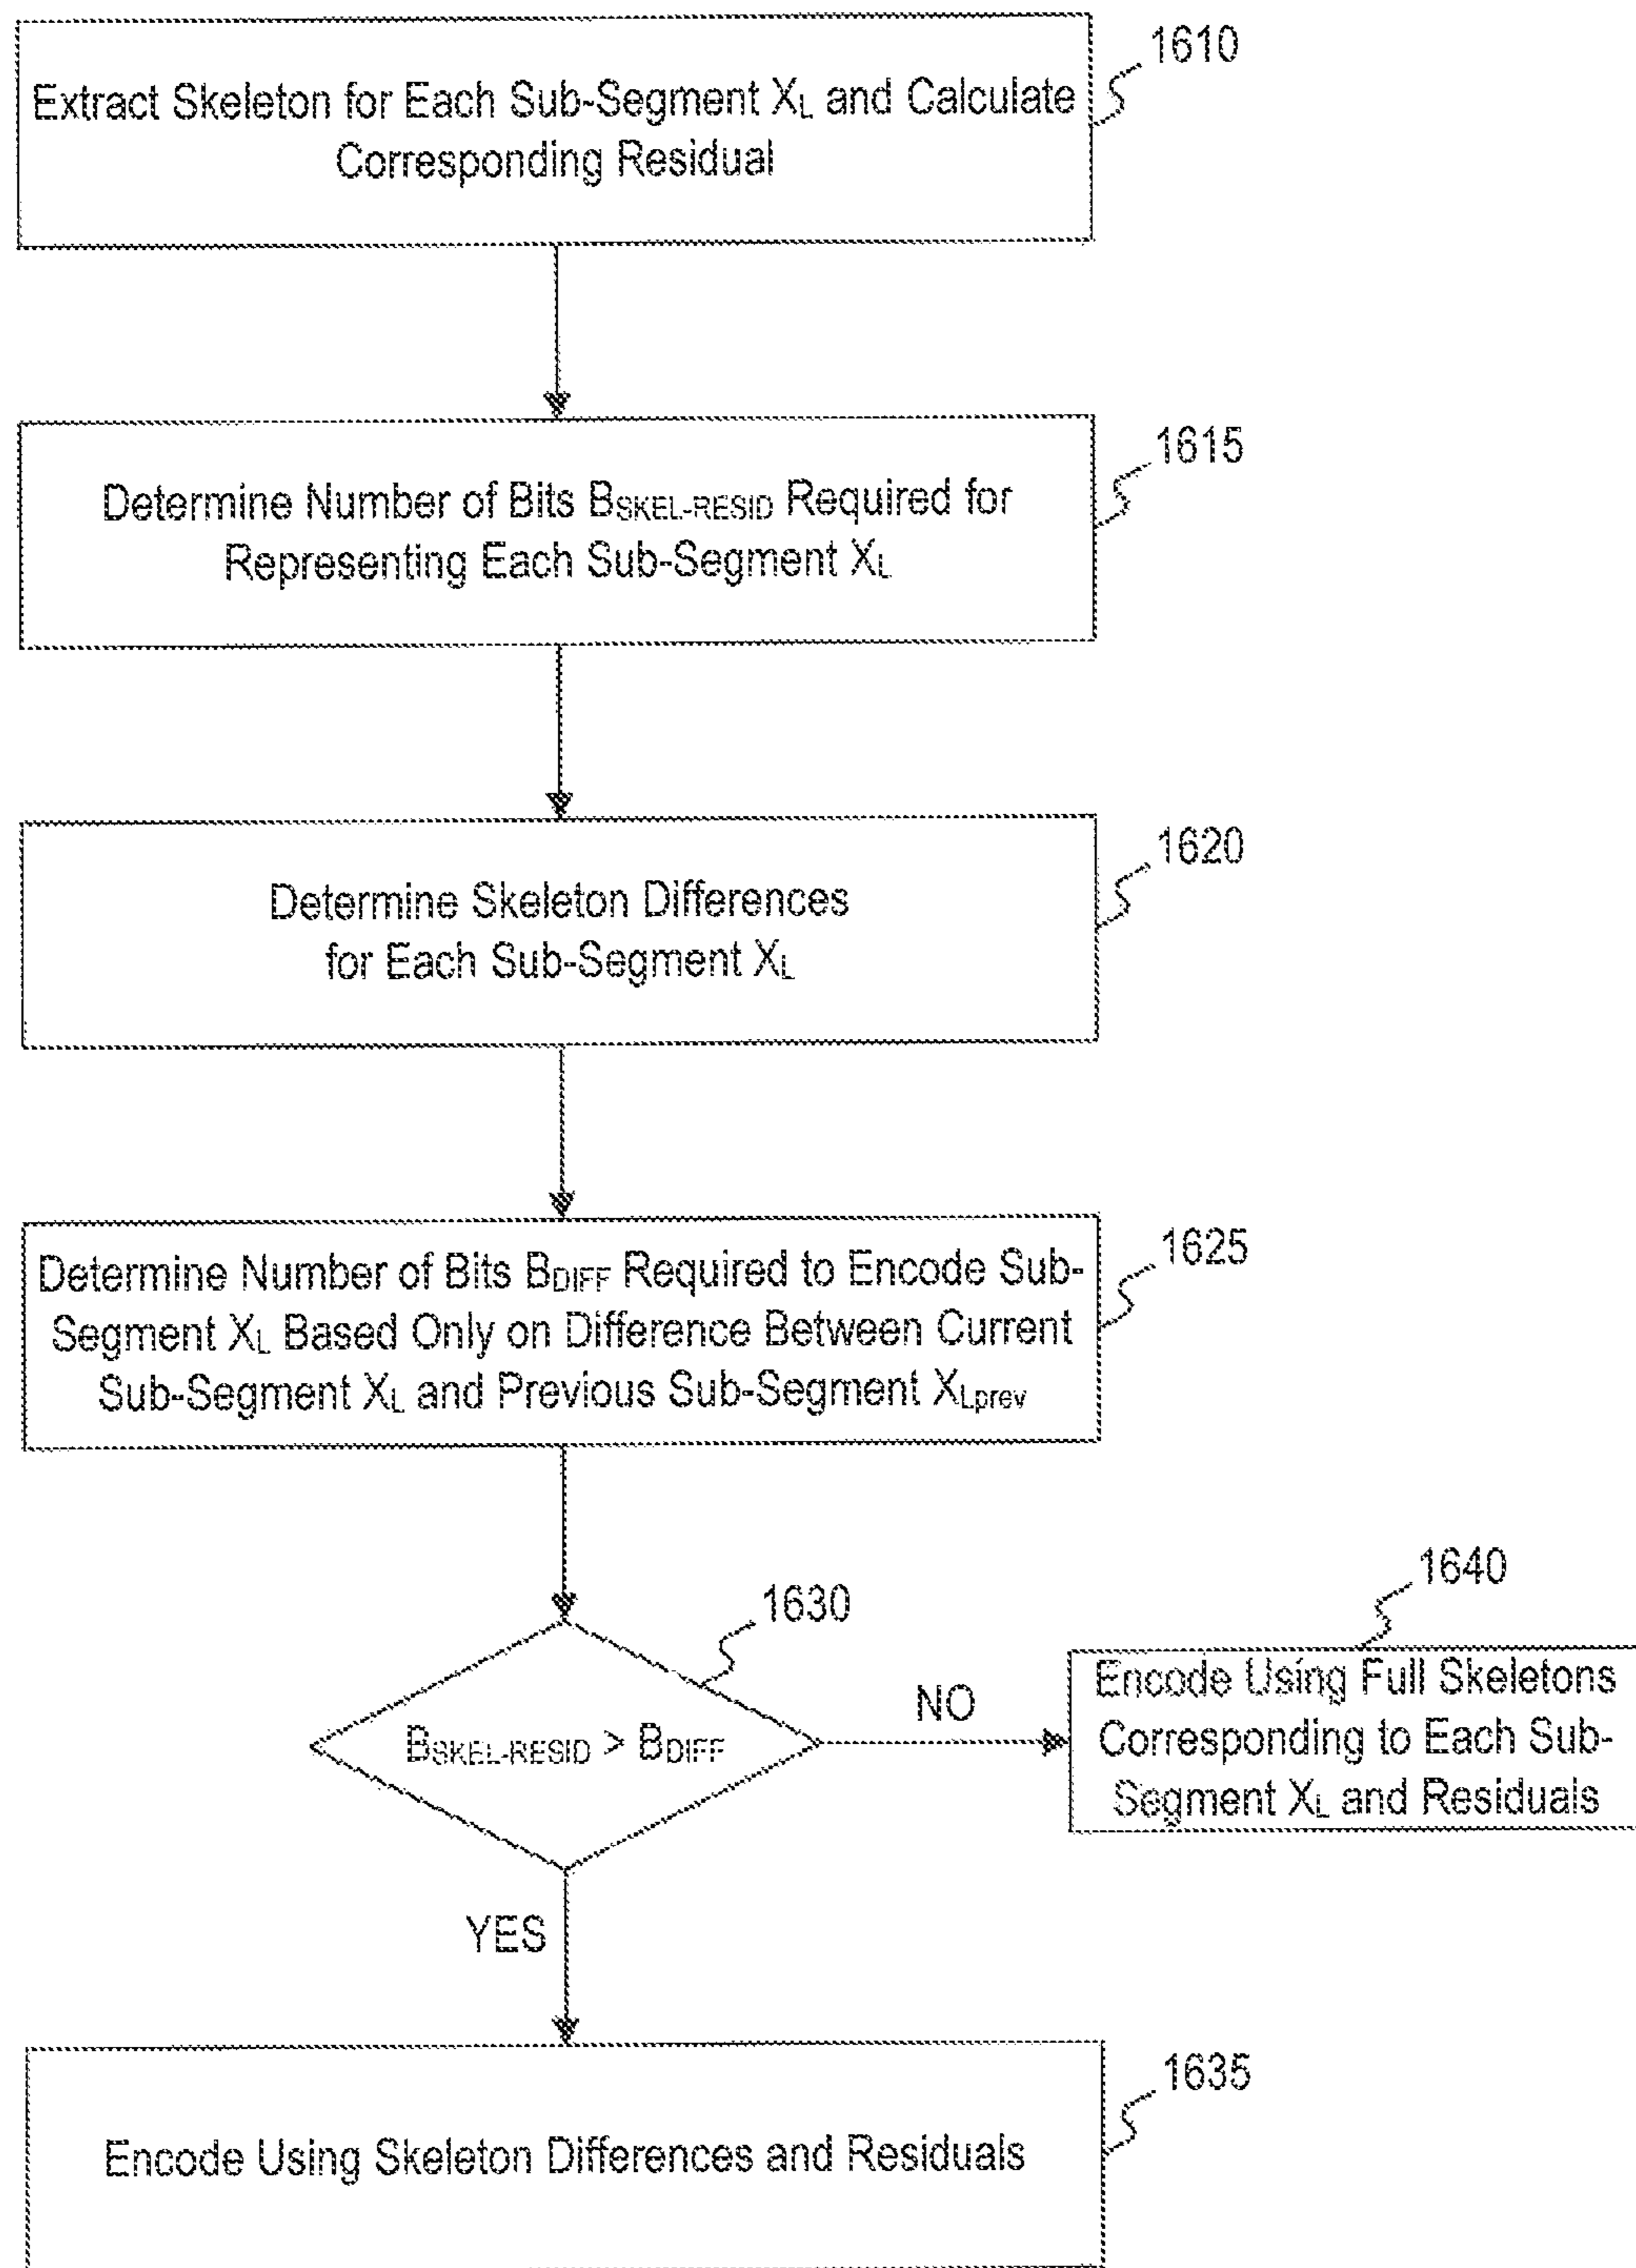 1610
Extract Skeleton for Each Sub-Segment XL and Calculate
Corresponding Residual
1615
Determine Number of Bits BSKEL-RESID Required for
Representing Each Sub-Segment XL
1620
Determine Skeleton Differences
for Each Sub-Segment XL
1625
Determine Number of Bits BDIFF Required to Encode Sub-
Segment XL Based Only on Difference Between Current
Sub-Segment XL and Previous Sub-Segment XLprev
1630
BSKEL-RESID > BDIFF
NO
1640
Encode Using Full Skeletons
Corresponding to Each Sub-
Segment XL and Residuals
YES
1635
Encode Using Skeleton Differences and Residuals